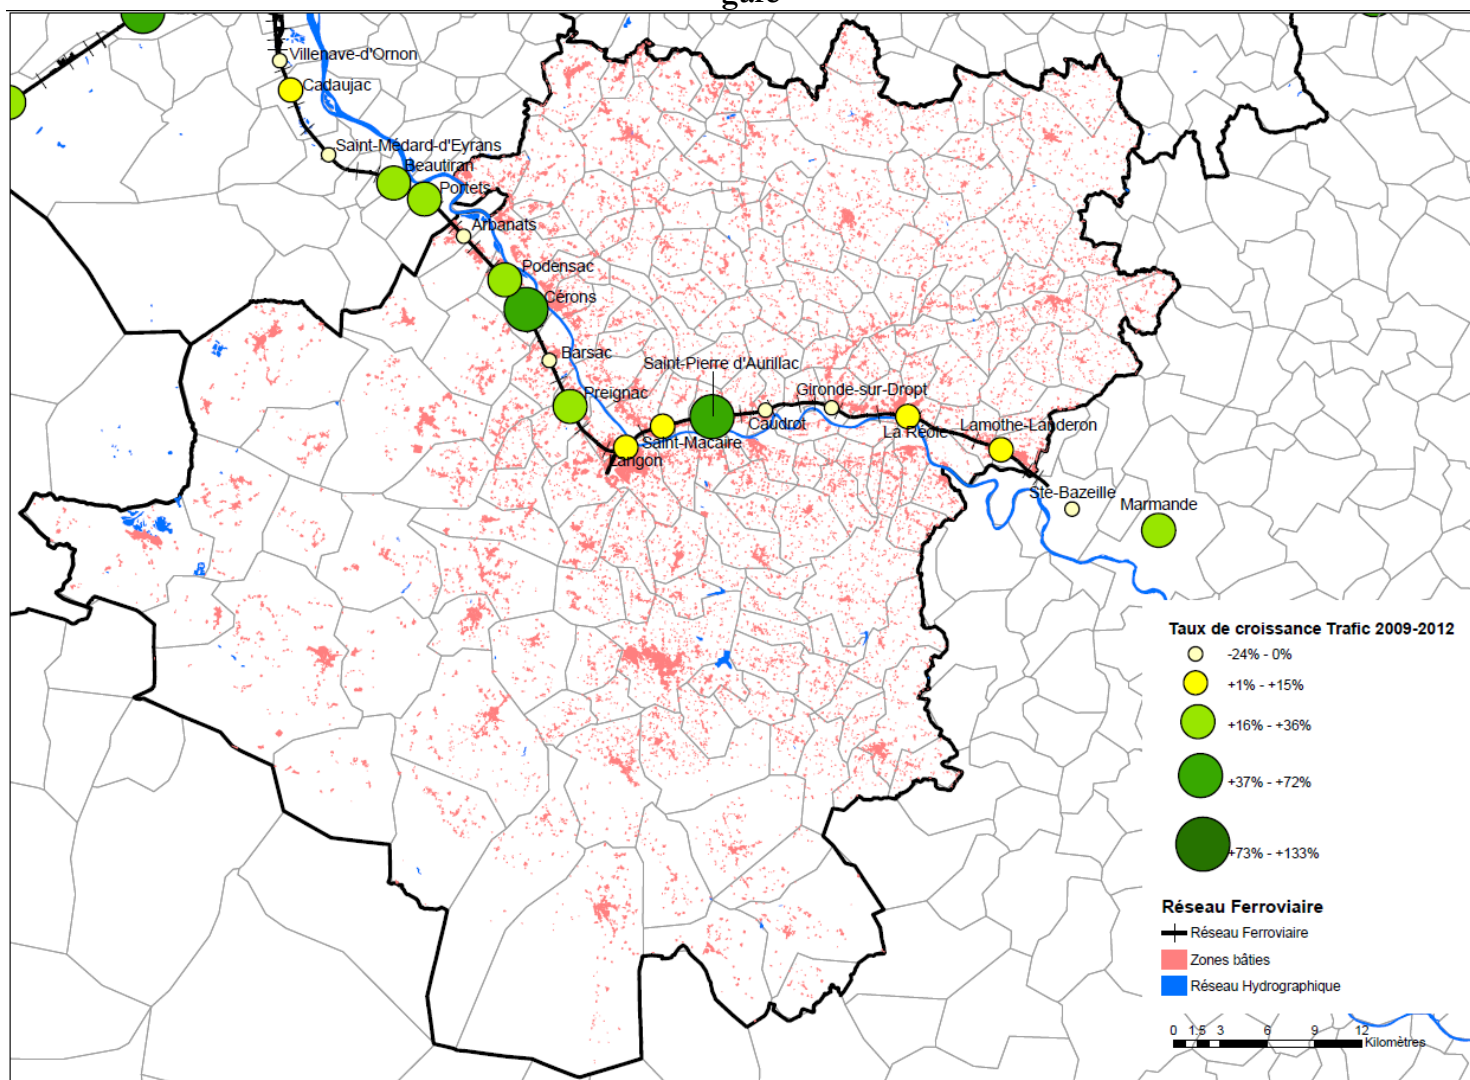 gare
Villenave-d'Ornon
Cadaujac
Saint-Médard-d'Eyrans
Beautiran
Portets
Arbanats
Podensac
Cérons
Barsac
Saint-Pierre d'Aurillac
Preignac
Gironde-sur-Dropt
Caudrot
La Réole
Lamothe-Landeron
Saint-Macaire
Langon
Ste-Bazeille
Marmande
Taux de croissance Trafic 2009-2012
-24% - 0%
+1% - +15%
+16% - +36%
+37% - +72%
+73% - +133%
Réseau Ferroviaire
Réseau Ferroviaire
Zones bâties
Réseau Hydrographique
0 1,5 3 6 9 12
Kilomètres